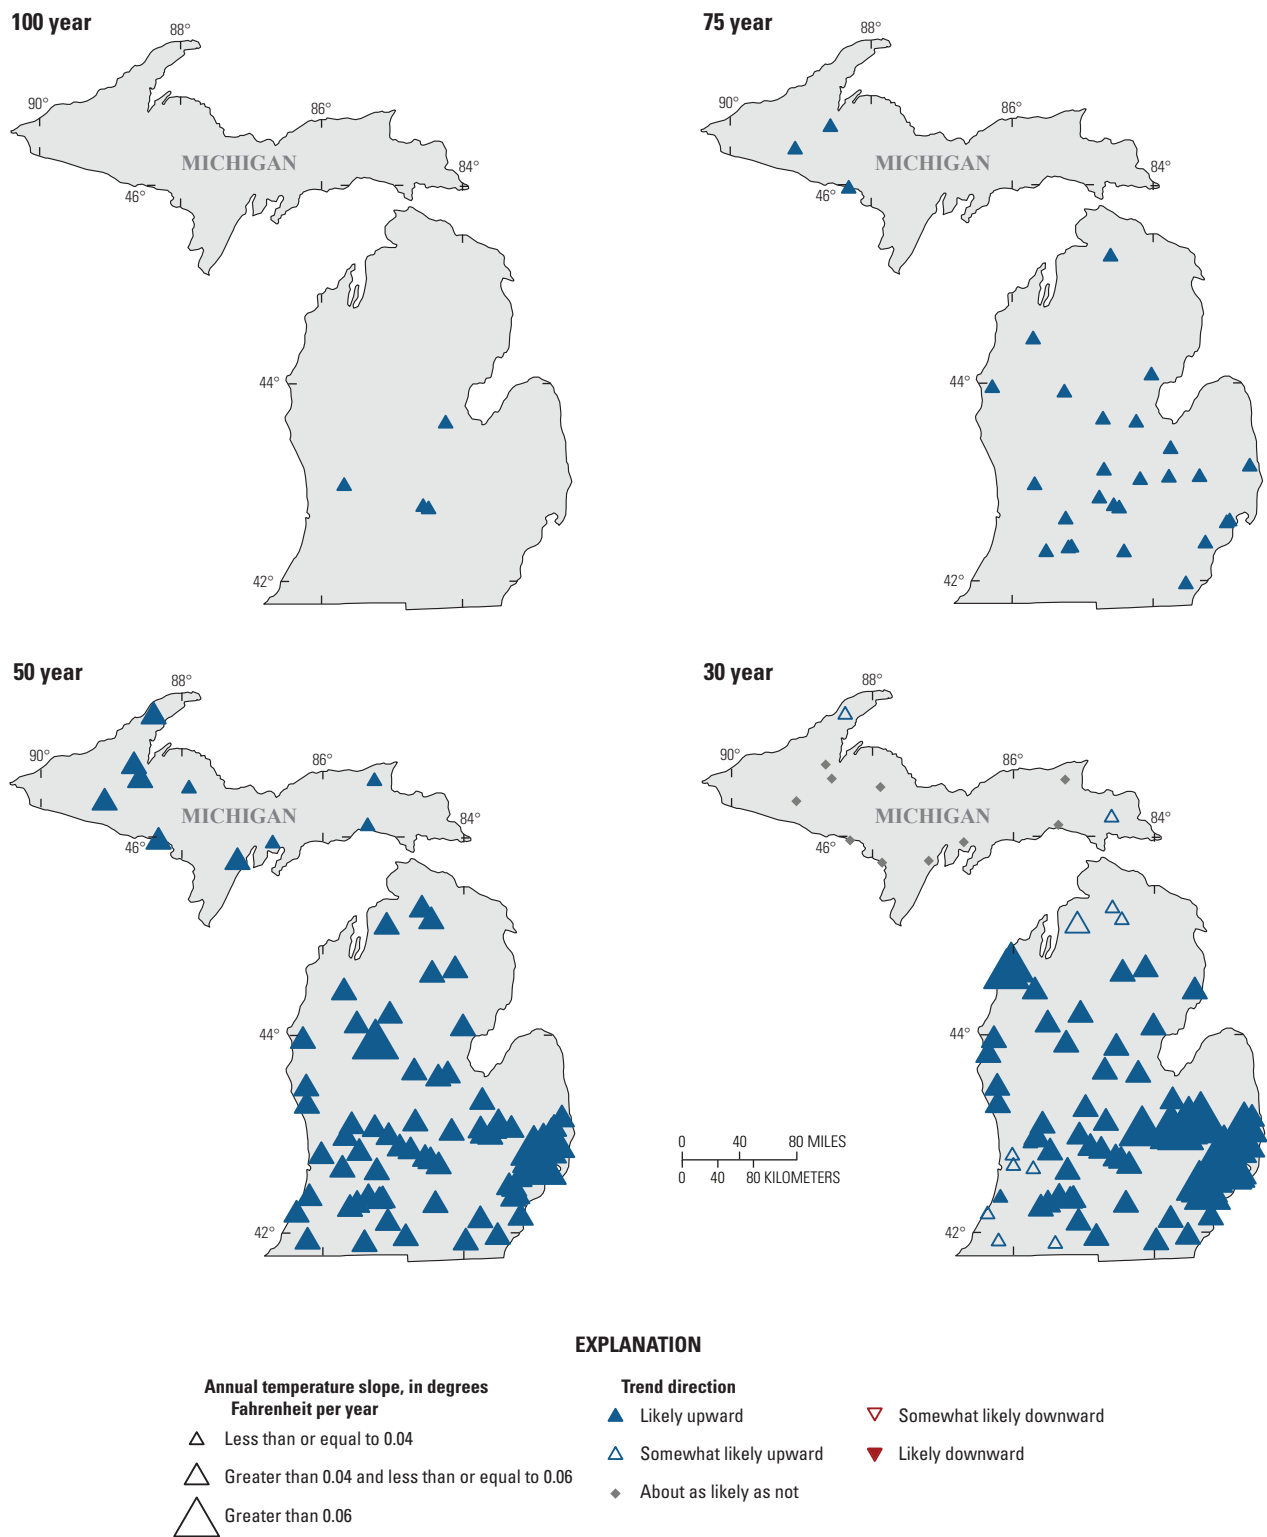 100 year
88°
90°
86°
MICHIGAN
84°
46°
44°
42°
75 year
88°
90°
86°
MICHIGAN
84°
46°
44°
42°
50 year
88°
90°
86°
MICHIGAN
84°
46°
44°
42°
30 year
88°
90°
86°
MICHIGAN
84°
46°
44°
42°
0 40 80 MILES
0 40 80 KILOMETERS
EXPLANATION
Annual temperature slope, in degrees
Fahrenheit per year
Less than or equal to 0.04
Greater than 0.04 and less than or equal to 0.06
Greater than 0.06
Trend direction
Likely upward
Somewhat likely upward
About as likely as not
Somewhat likely downward
Likely downward